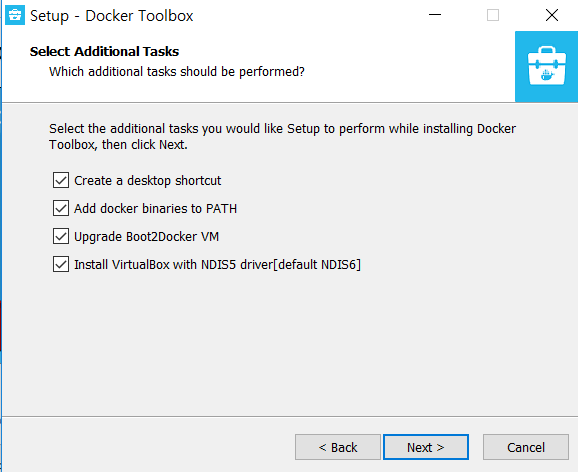 Setup - Docker Toolbox
Select Additional Tasks
Which additional tasks should be performed?
Select the additional tasks you would like Setup to perform while installing Docker
Toolbox, then click Next.
Create a desktop shortcut
Add docker binaries to PATH
Upgrade Boot2Docker VM
Install VirtualBox with NDIS5 driver[default NDIS6]
< Back
Next >
Cancel